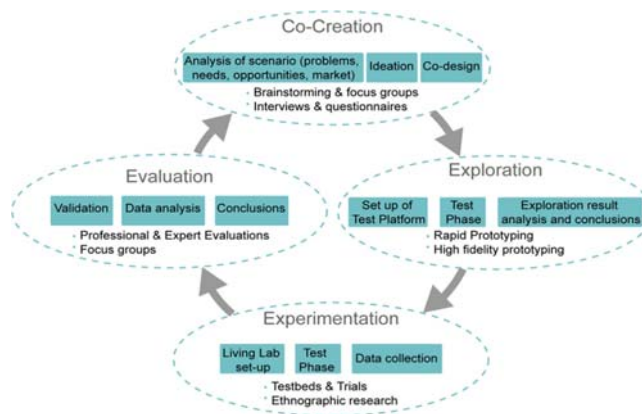 Co-Creation
Analysis of scenario (problems,
needs, opportunities, market)
Ideation
Co-design
· Brainstorming & focus groups
· Interviews & questionnaires
Evaluation
Validation
Data analysis
Conclusions
· Professional & Expert Evaluations
· Focus groups
Exploration
Set up of
Test Platform
Test
Phase
Exploration result
analysis and conclusions
· Rapid Prototyping
· High fidelity prototyping
Experimentation
Living Lab
set-up
Test
Phase
Data collection
· Testbeds & Trials
· Ethnographic research